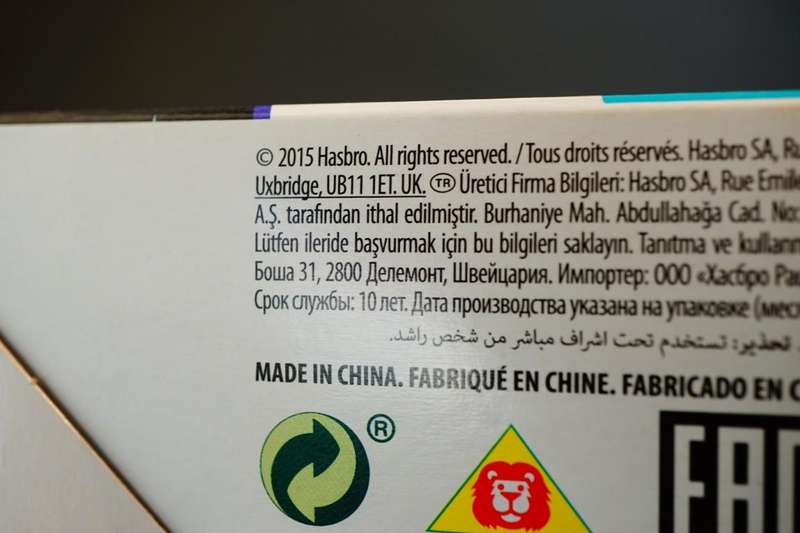 © 2015 Hasbro. All rights reserved. / Tous droits réservés. Hasbro SA,
Uxbridge, UB11 1ET. UK. TR Üretici Firma Bilgileri: Hasbro SA, Rue Emile
A.Ş. tarafından ithal edilmiştir. Burhaniye Mah. Abdullahağa Cad. No:
Lütfen ileride başvurmak için bu bilgileri saklayın. Tanıtma ve
Боша 31, 2800 Делемонт, Швейцария. Импортер: ООО «Хасбро
Срок службы: 10 лет. Дата производства указана на упаковке
تحذير: تستخدم تحت اشراف مباشر من شخص راشد.
MADE IN CHINA. FABRIQUÉ EN CHINE. FABRICADO EN
®
EAC